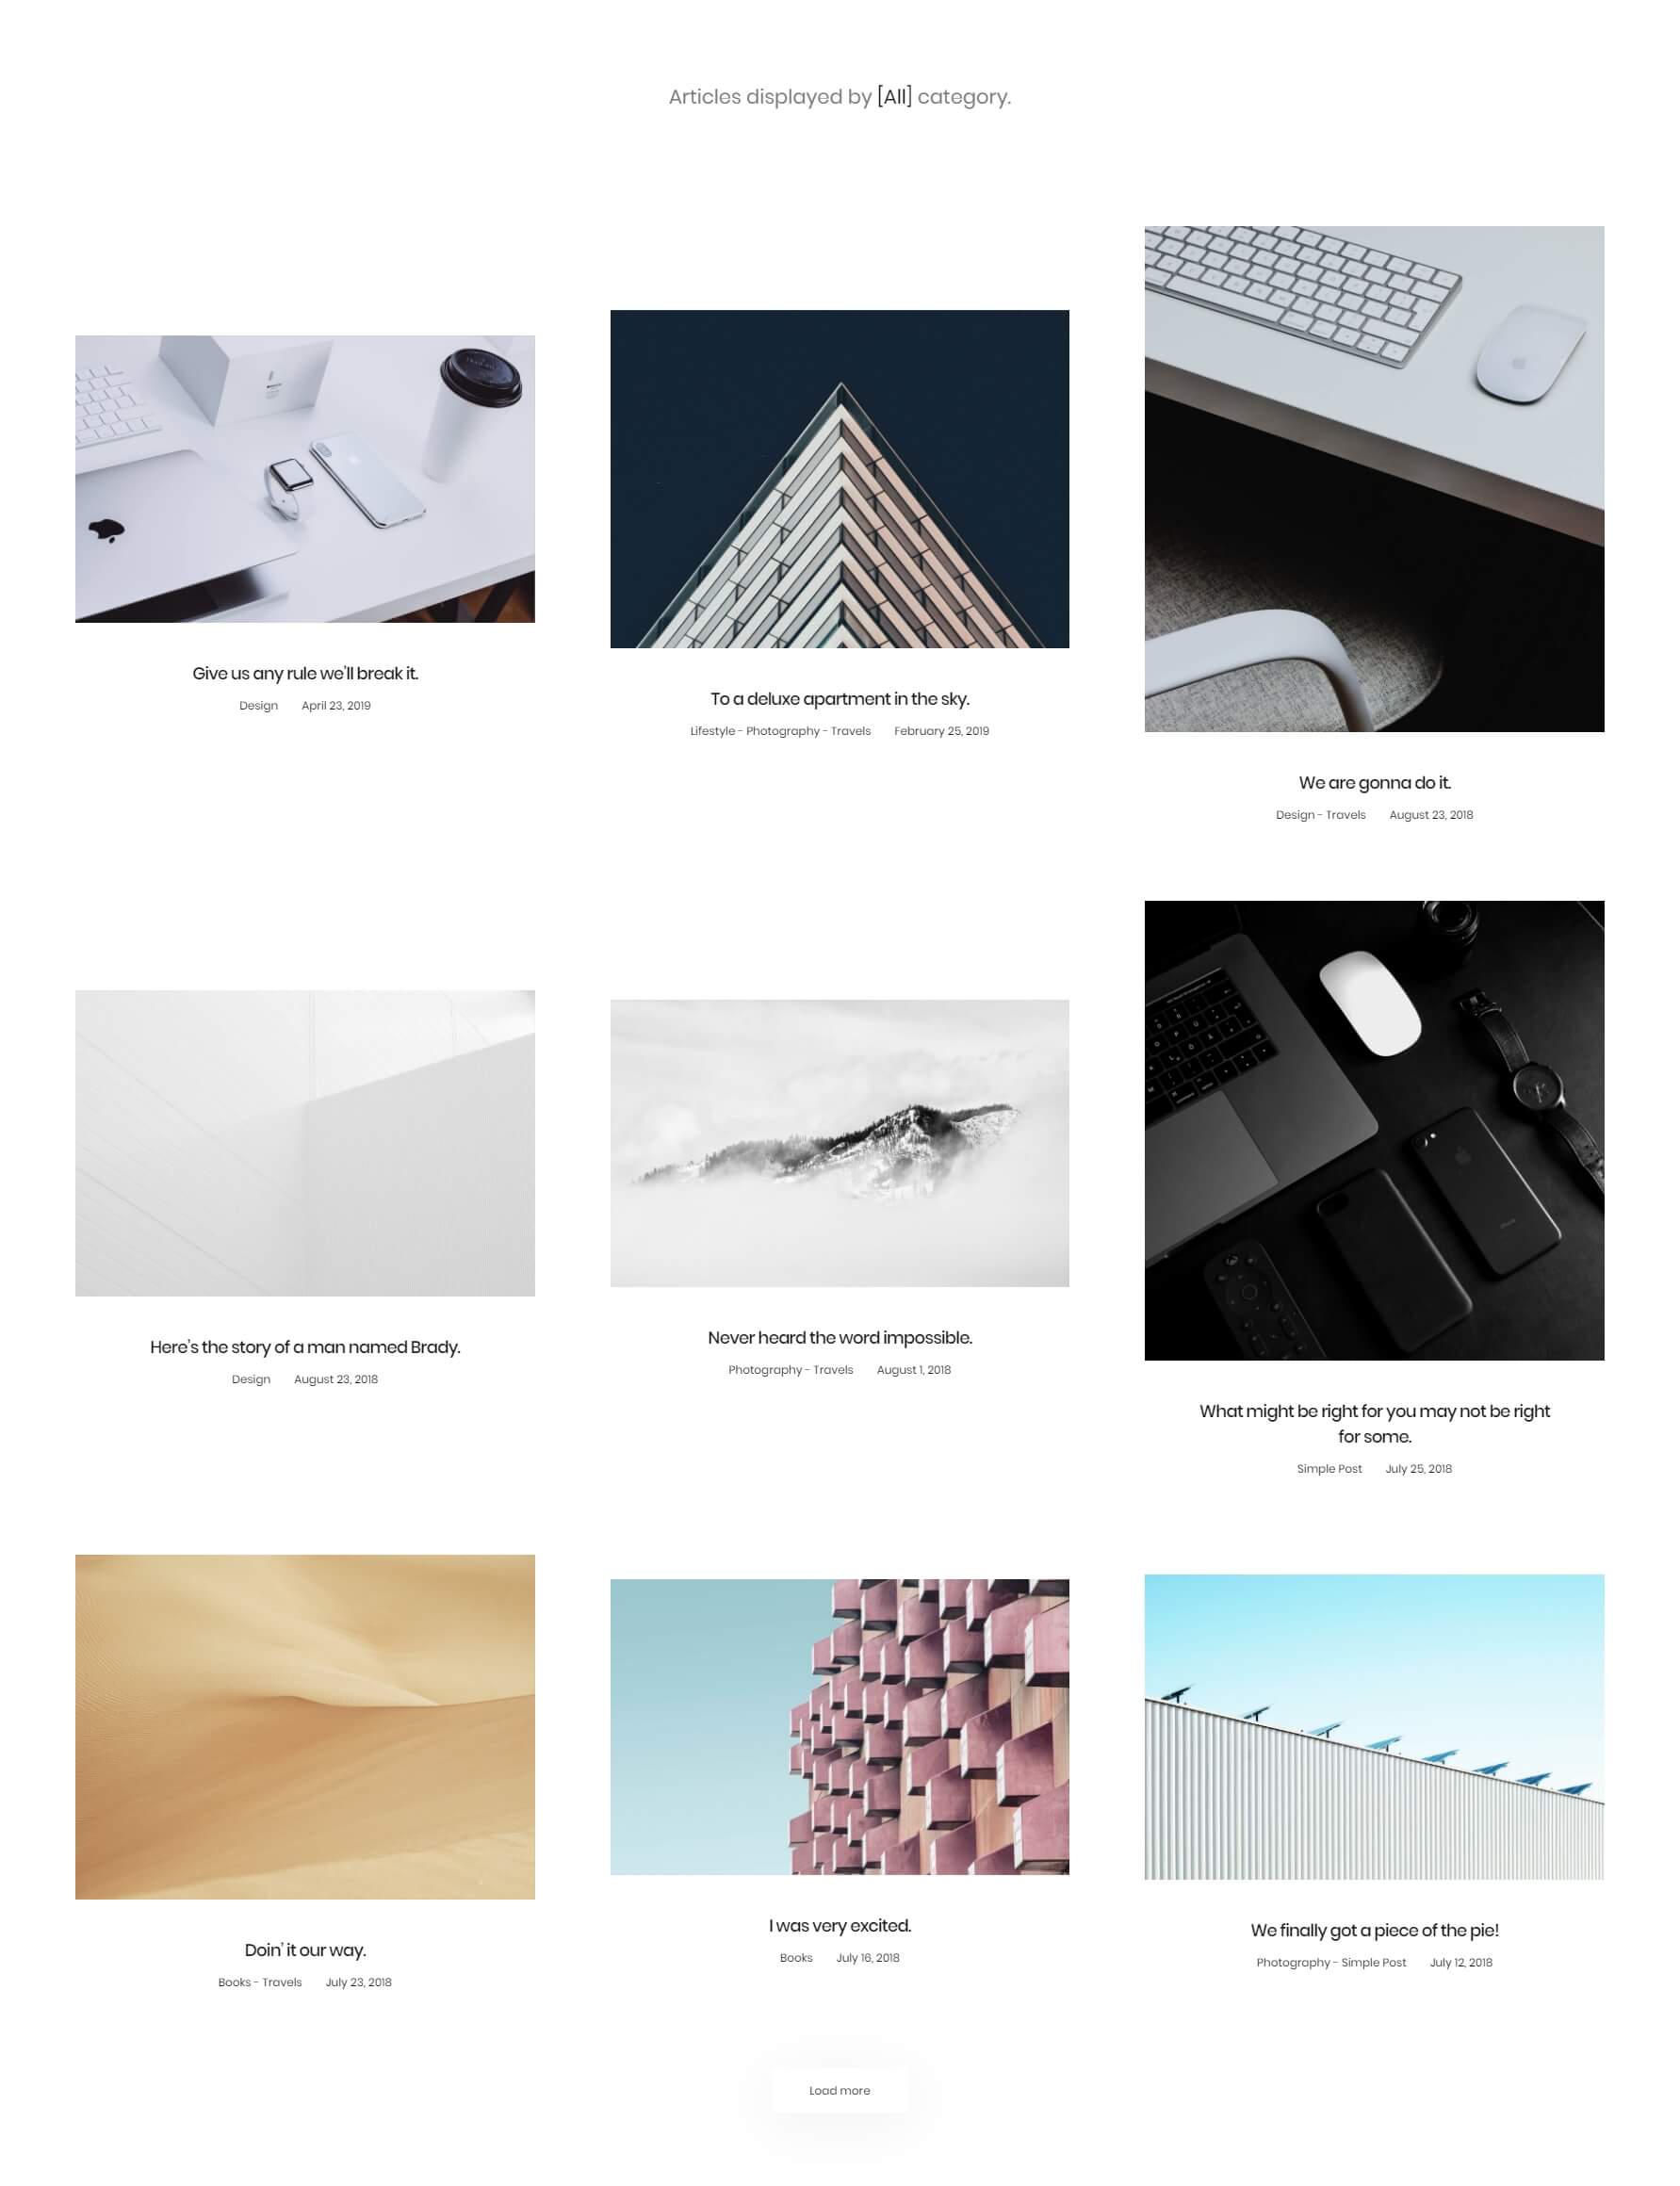 Articles displayed by [All] category.
Give us any rule we'll break it.
Design April 23, 2019
To a deluxe apartment in the sky.
Lifestyle - Photography - Travels February 25, 2019
We are gonna do it.
Design - Travels August 23, 2018
Here's the story of a man named Brady.
Design August 23, 2018
Never heard the word impossible.
Photography - Travels August 1, 2018
What might be right for you may not be right
for some.
Simple Post July 25, 2018
Doin' it our way.
Books - Travels July 23, 2018
I was very excited.
Books July 16, 2018
We finally got a piece of the pie!
Photography - Simple Post July 12, 2018
Load more